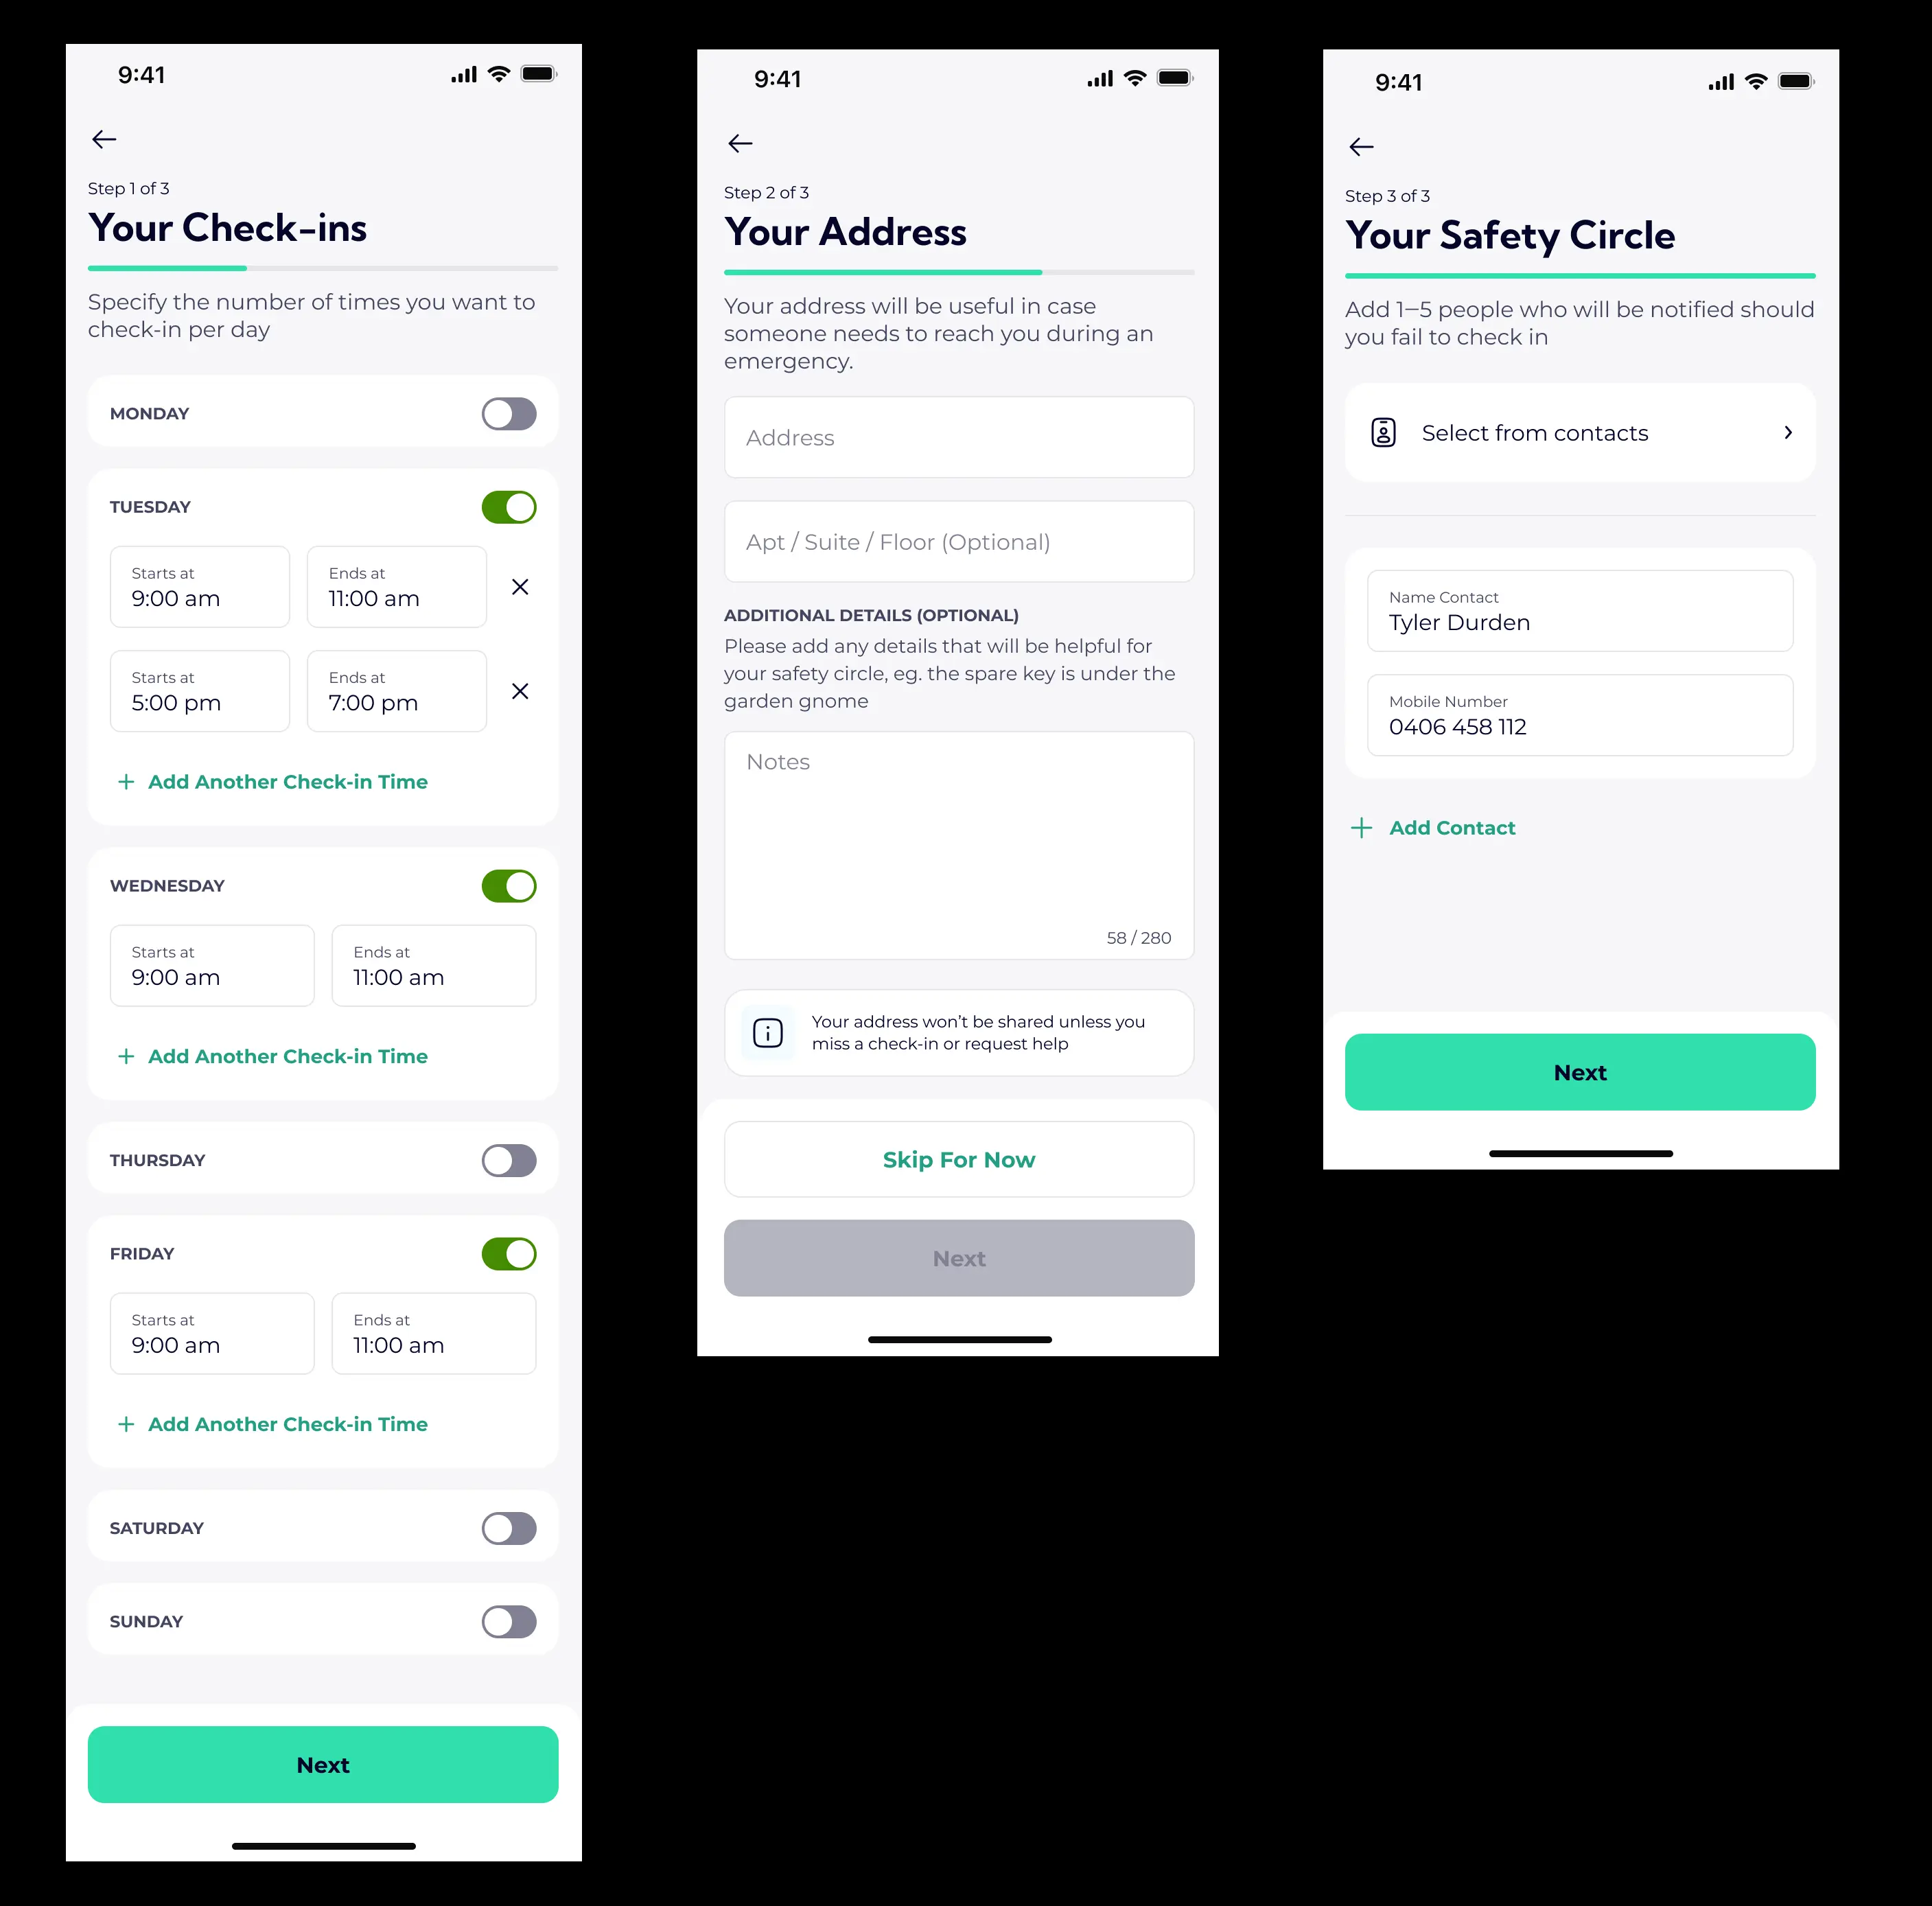 9:41
Step 1 of 3
Your Check-ins
Specify the number of times you want to
check-in per day
MONDAY
TUESDAY
Starts at
9:00 am
Ends at
11:00 am
Starts at
5:00 pm
Ends at
7:00 pm
+ Add Another Check-in Time
WEDNESDAY
Starts at
9:00 am
Ends at
11:00 am
+ Add Another Check-in Time
THURSDAY
FRIDAY
Starts at
9:00 am
Ends at
11:00 am
+ Add Another Check-in Time
SATURDAY
SUNDAY
Next
9:41
Step 2 of 3
Your Address
Your address will be useful in case
someone needs to reach you during an
emergency.
Address
Apt / Suite / Floor (Optional)
ADDITIONAL DETAILS (OPTIONAL)
Please add any details that will be helpful for
your safety circle, eg. the spare key is under the
garden gnome
Notes
58 / 280
Your address won’t be shared unless you
miss a check-in or request help
Skip For Now
Next
9:41
Step 3 of 3
Your Safety Circle
Add 1–5 people who will be notified should
you fail to check in
Select from contacts
Name Contact
Tyler Durden
Mobile Number
0406 458 112
+ Add Contact
Next